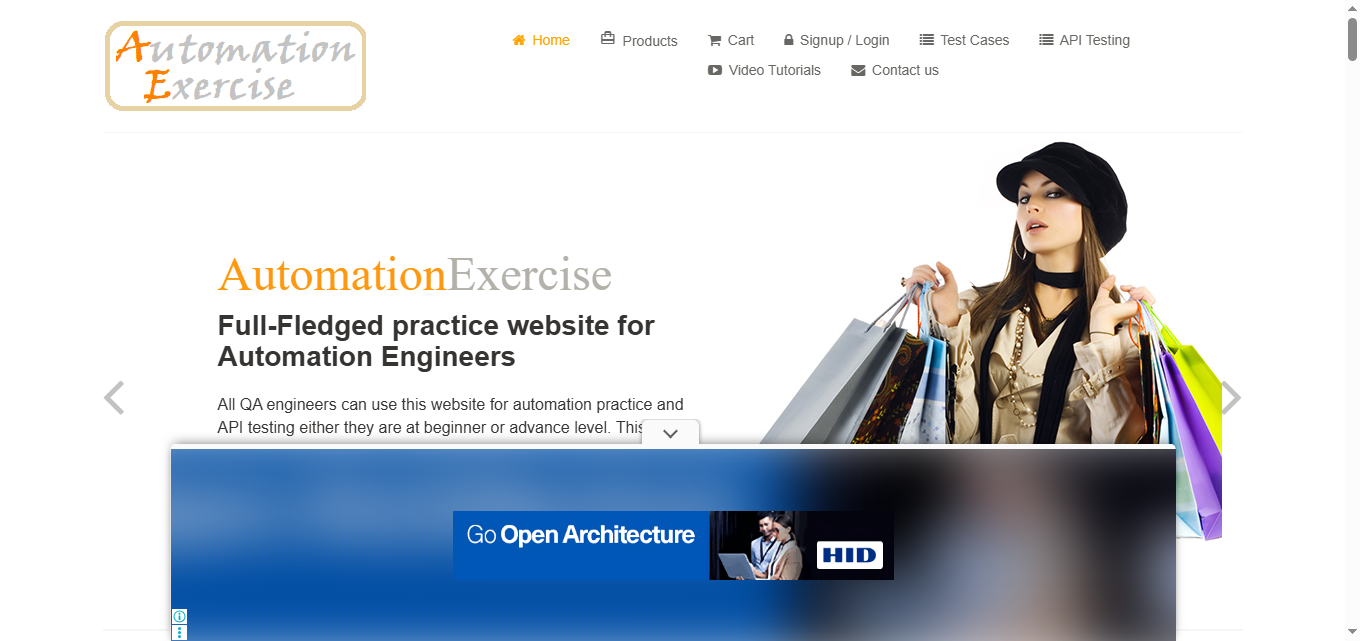 Automation
Exercise
Home
Products
Cart
Signup / Login
Test Cases
API Testing
Video Tutorials
Contact us
AutomationExercise
Full-Fledged practice website for
Automation Engineers
All QA engineers can use this website for automation practice and
API testing either they are at beginner or advance level. This
Go Open Architecture
HID